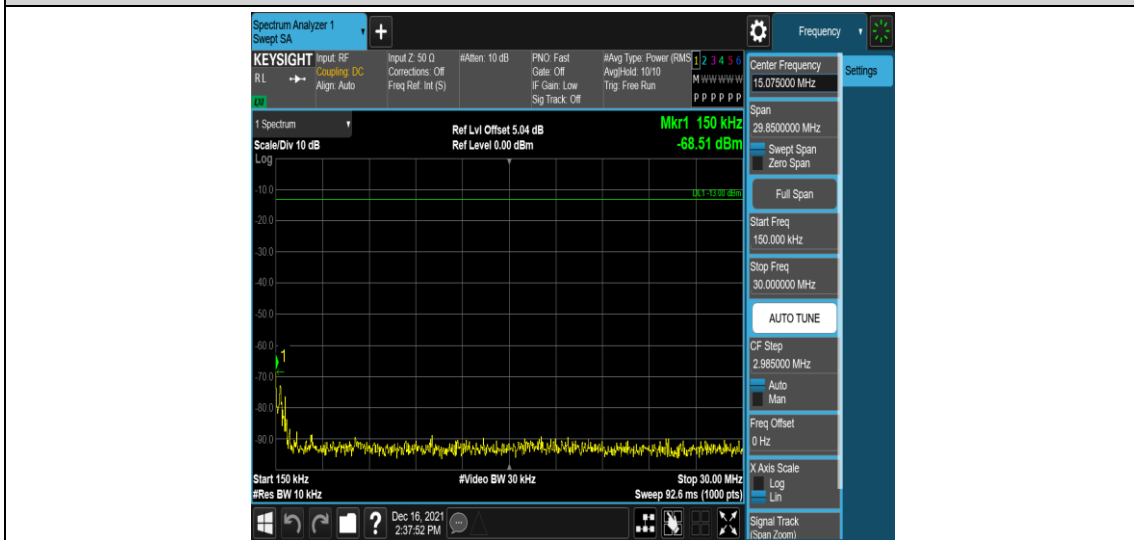 Spectrum Analyzer 1
Swept SA
+
Frequency
KEYSIGHT
RL
LXI
Input: RF
Coupling: DC
Align: Auto
Input Z: 50 Ω
Corrections: Off
Freq Ref: Int (S)
#Atten: 10 dB
PNO: Fast
Gate: Off
IF Gain: Low
Sig Track: Off
#Avg Type: Power (RMS
Avg|Hold: 10/10
Trig: Free Run
1 2 3 4 5 6
M W W W W W
P P P P P P
1 Spectrum
Scale/Div 10 dB
Log
Ref Lvl Offset 5.04 dB
Ref Level 0.00 dBm
Mkr1 150 kHz
-68.51 dBm
DL1 -13.00 dBm
-10.0
-20.0
-30.0
-40.0
-50.0
-60.0
1
-70.0
-80.0
-90.0
Start 150 kHz
#Res BW 10 kHz
#Video BW 30 kHz
Stop 30.00 MHz
Sweep 92.6 ms (1000 pts)
?
Dec 16, 2021
2:37:52 PM
Center Frequency
15.075000 MHz
Settings
Span
29.8500000 MHz
Swept Span
Zero Span
Full Span
Start Freq
150.000 kHz
Stop Freq
30.000000 MHz
AUTO TUNE
CF Step
2.985000 MHz
Auto
Man
Freq Offset
0 Hz
X Axis Scale
Log
Lin
Signal Track
(Span Zoom)